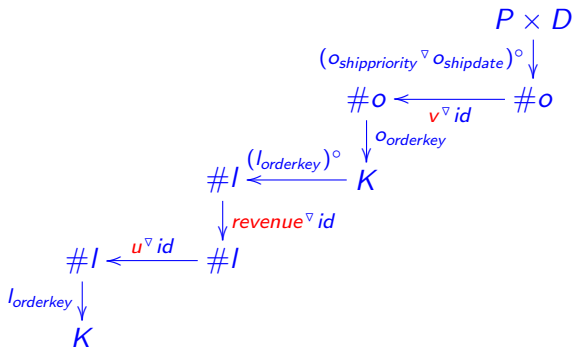 P × D
(o_shippriority ▽ o_shipdate)°
#o #o
v ▽ id
o_orderkey
(l_orderkey)°
#l K
revenue ▽ id
u ▽ id
#l #l
l_orderkey
K